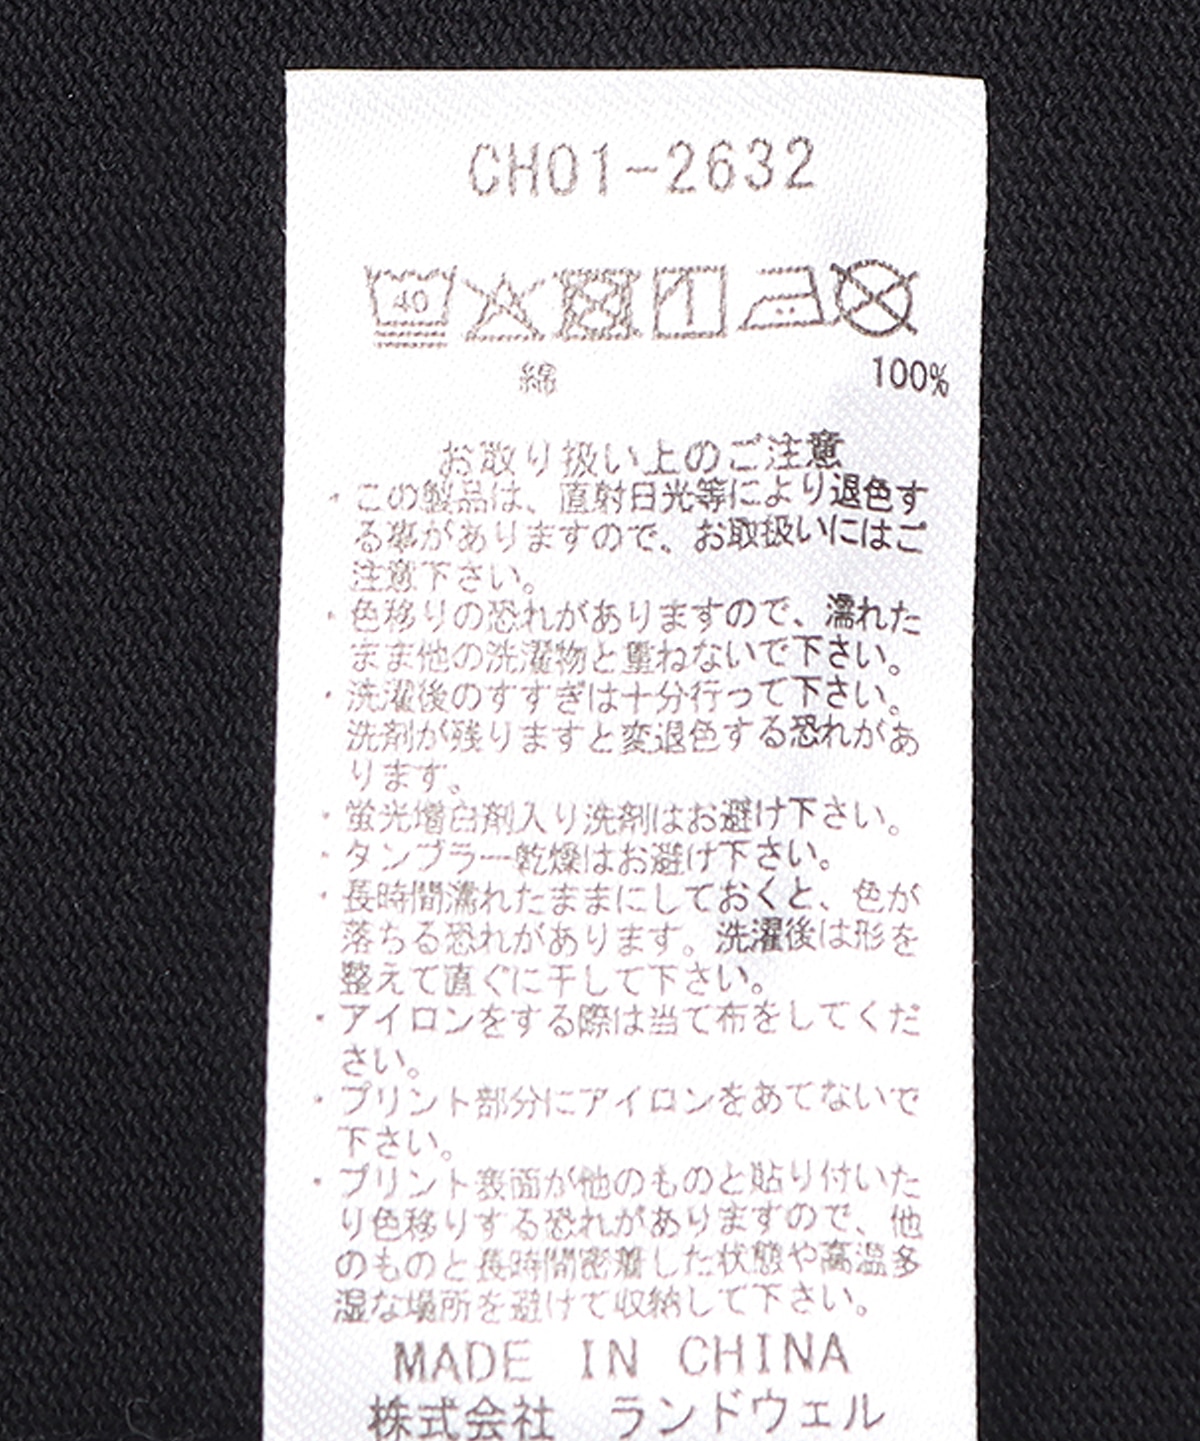 CH01-2632
40
綿 100%
お取り扱い上のご注意
・この製品は、直射日光等により退色す
る事がありますので、お取扱いにはご
注意下さい。
・色移りの恐れがありますので、濡れた
まま他の洗濯物と重ねないで下さい。
・洗濯後のすすぎは十分行って下さい。
洗剤が残りますと変退色する恐れがあ
ります。
・蛍光増白剤入り洗剤はお避け下さい。
・タンブラー乾燥はお避け下さい。
・長時間濡れたままにしておくと、色が
落ちる恐れがあります。洗濯後は形を
整えて直ぐに干して下さい。
・アイロンをする際は当て布をしてくだ
さい。
・プリント部分にアイロンをあてないで
下さい。
・プリント表面が他のものと貼り付いた
り色移りする恐れがありますので、他
のものと長時間密着した状態や高温多
湿な場所を避けて収納して下さい。
MADE IN CHINA
株式会社 ランドウェル